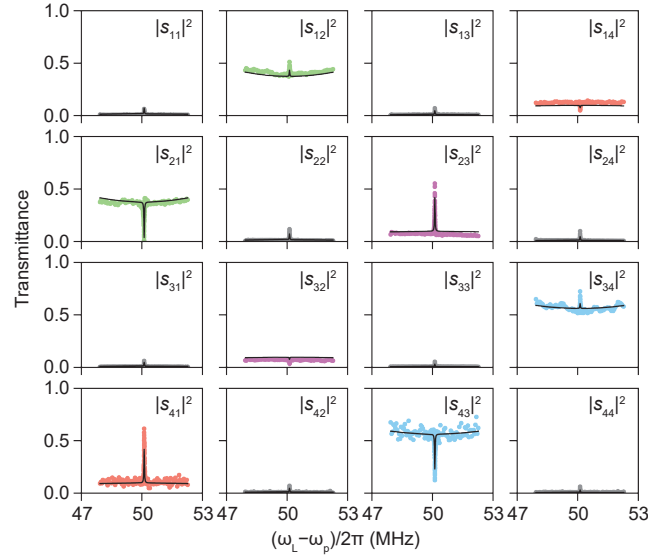 1.0
|s₁₁|²
|s₁₂|²
|s₁₃|²
|s₁₄|²
0.5
0.0
1.0
|s₂₁|²
|s₂₂|²
|s₂₃|²
|s₂₄|²
0.5
0.0
Transmittance
1.0
|s₃₁|²
|s₃₂|²
|s₃₃|²
|s₃₄|²
0.5
0.0
1.0
|s₄₁|²
|s₄₂|²
|s₄₃|²
|s₄₄|²
0.5
0.0
47 50 53 47 50 53 47 50 53 47 50 53
(ω_L−ω_p)/2π (MHz)